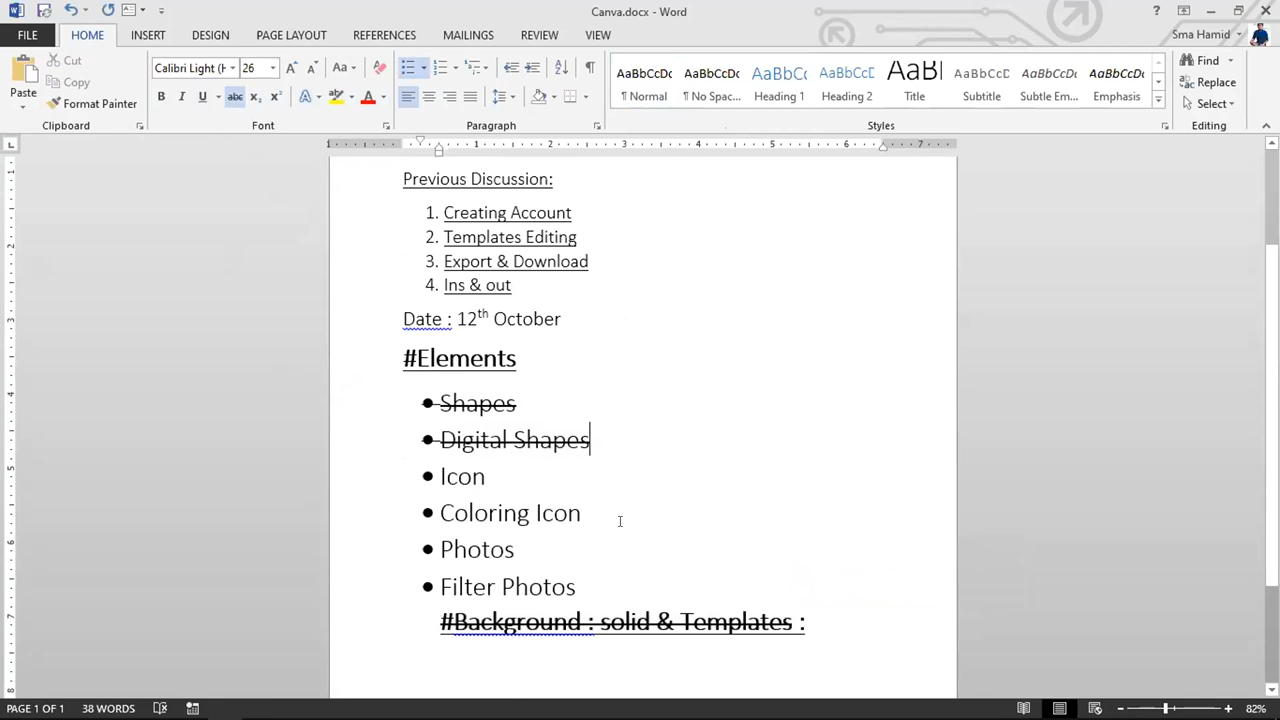 Canva.docx - Word
Sma Hamid
FILE HOME INSERT DESIGN PAGE LAYOUT REFERENCES MAILINGS REVIEW VIEW
Cut
Copy
Paste
Format Painter
Calibri Light (H 26
AaBbCcDc AaBbCcDc AaBbCc AaBbCcC AaBl AaBbCcD AaBbCcDc AaBbCcDc
¶ Normal ¶ No Spac... Heading 1 Heading 2 Title Subtitle Subtle Em... Emphasis
Find
Replace
Select
Clipboard Font Paragraph Styles Editing
Previous Discussion:
1. Creating Account
2. Templates Editing
3. Export & Download
4. Ins & out
Date : 12th October
#Elements
• Shapes
• Digital Shapes
• Icon
• Coloring Icon
• Photos
• Filter Photos
#Background : solid & Templates :
PAGE 1 OF 1 38 WORDS 82%